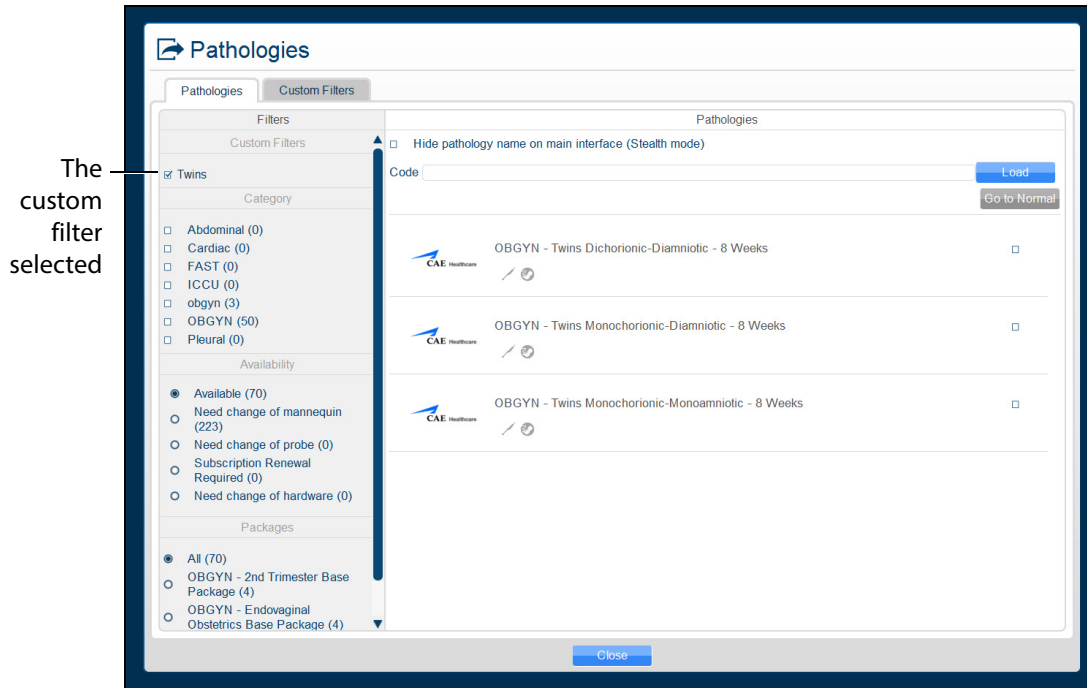 Pathologies
Pathologies
Custom Filters
Filters
Custom Filters
Twins
Category
Abdominal (0)
Cardiac (0)
FAST (0)
ICCU (0)
obgyn (3)
OBGYN (50)
Pleural (0)
Availability
Available (70)
Need change of mannequin
(223)
Need change of probe (0)
Subscription Renewal
Required (0)
Need change of hardware (0)
Packages
All (70)
OBGYN - 2nd Trimester Base
Package (4)
OBGYN - Endovaginal
Obstetrics Base Package (4)
Pathologies
Hide pathology name on main interface (Stealth mode)
Code
Load
Go to Normal
CAE Healthcare
OBGYN - Twins Dichorionic-Diamniotic - 8 Weeks
CAE Healthcare
OBGYN - Twins Monochorionic-Diamniotic - 8 Weeks
CAE Healthcare
OBGYN - Twins Monochorionic-Monoamniotic - 8 Weeks
Close
The
custom
filter
selected